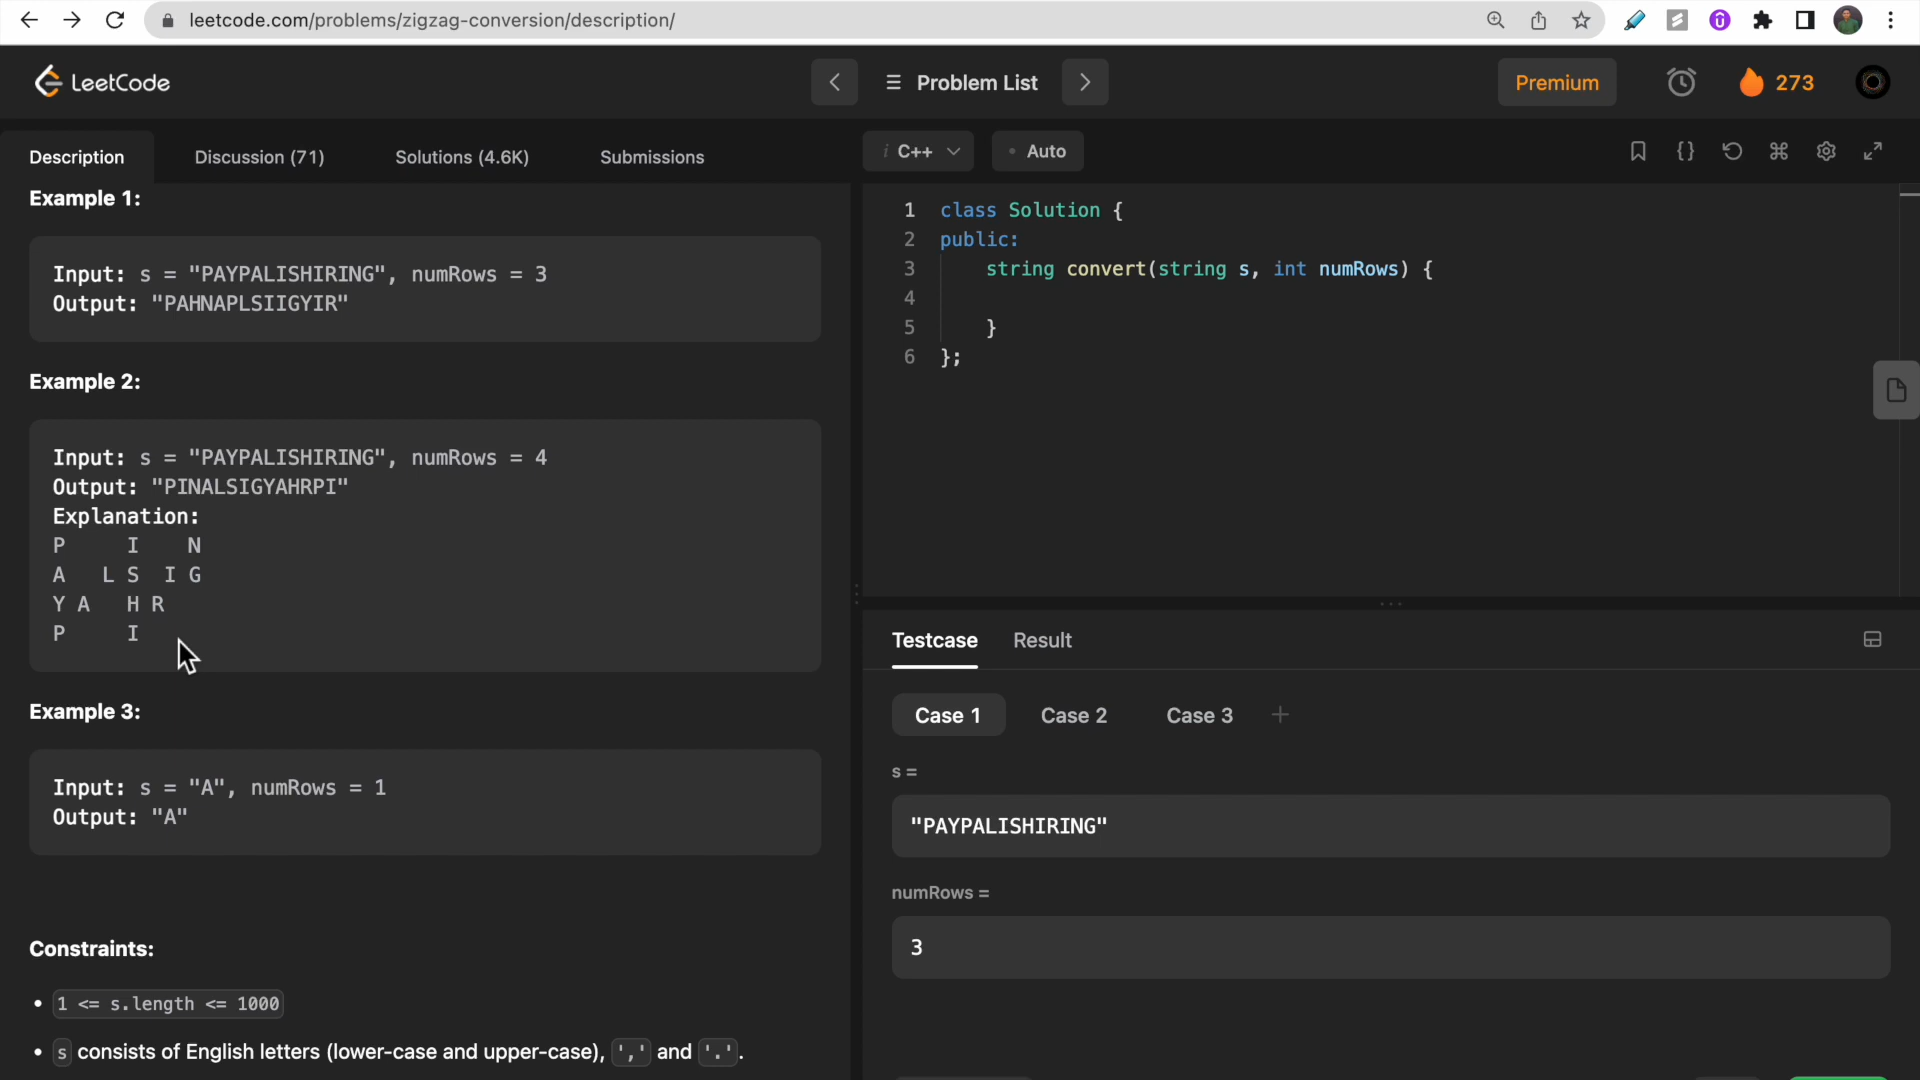 leetcode.com/problems/zigzag-conversion/description/
LeetCode
Problem List
Premium
273
Description
Discussion (71)
Solutions (4.6K)
Submissions
Example 1:
Input: s = "PAYPALISHIRING", numRows = 3
Output: "PAHNAPLSIIGYIR"
Example 2:
Input: s = "PAYPALISHIRING", numRows = 4
Output: "PINALSIGYAHRPI"
Explanation:
P     I    N
A   L S  I G
Y A   H R
P     I
Example 3:
Input: s = "A", numRows = 1
Output: "A"
Constraints:
• 1 <= s.length <= 1000
• s consists of English letters (lower-case and upper-case), ',' and '.'.
i C++
• Auto
1 class Solution {
2 public:
3     string convert(string s, int numRows) {
4
5     }
6 };
Testcase
Result
Case 1
Case 2
Case 3
+
s =
"PAYPALISHIRING"
numRows =
3